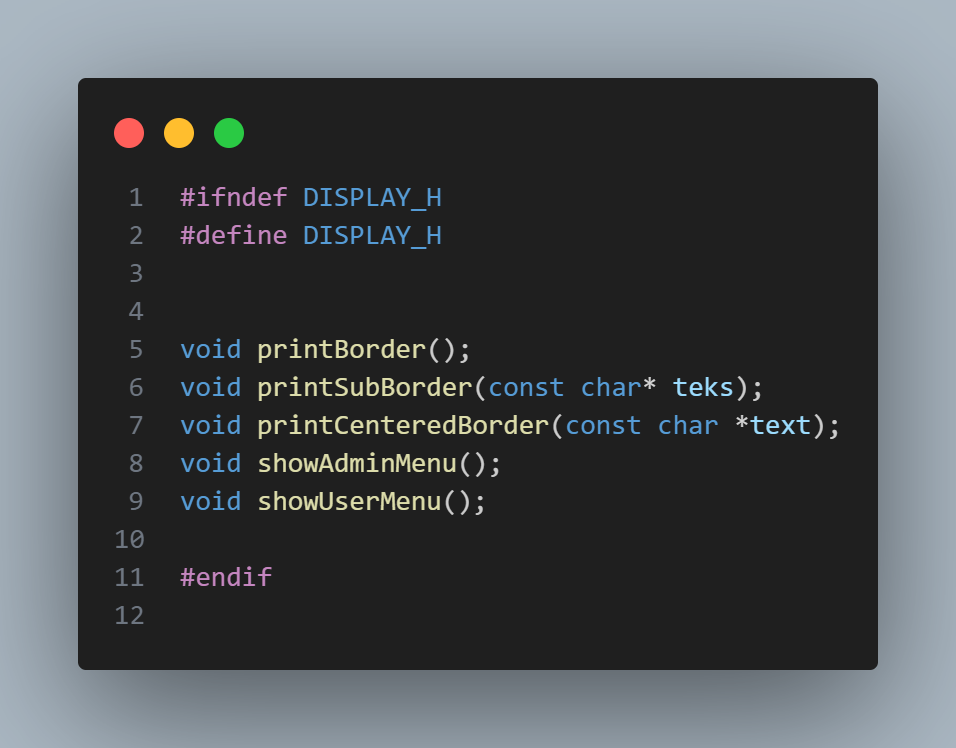 1 #ifndef DISPLAY_H
2 #define DISPLAY_H
3
4
5 void printBorder();
6 void printSubBorder(const char* teks);
7 void printCenteredBorder(const char *text);
8 void showAdminMenu();
9 void showUserMenu();
10
11 #endif
12